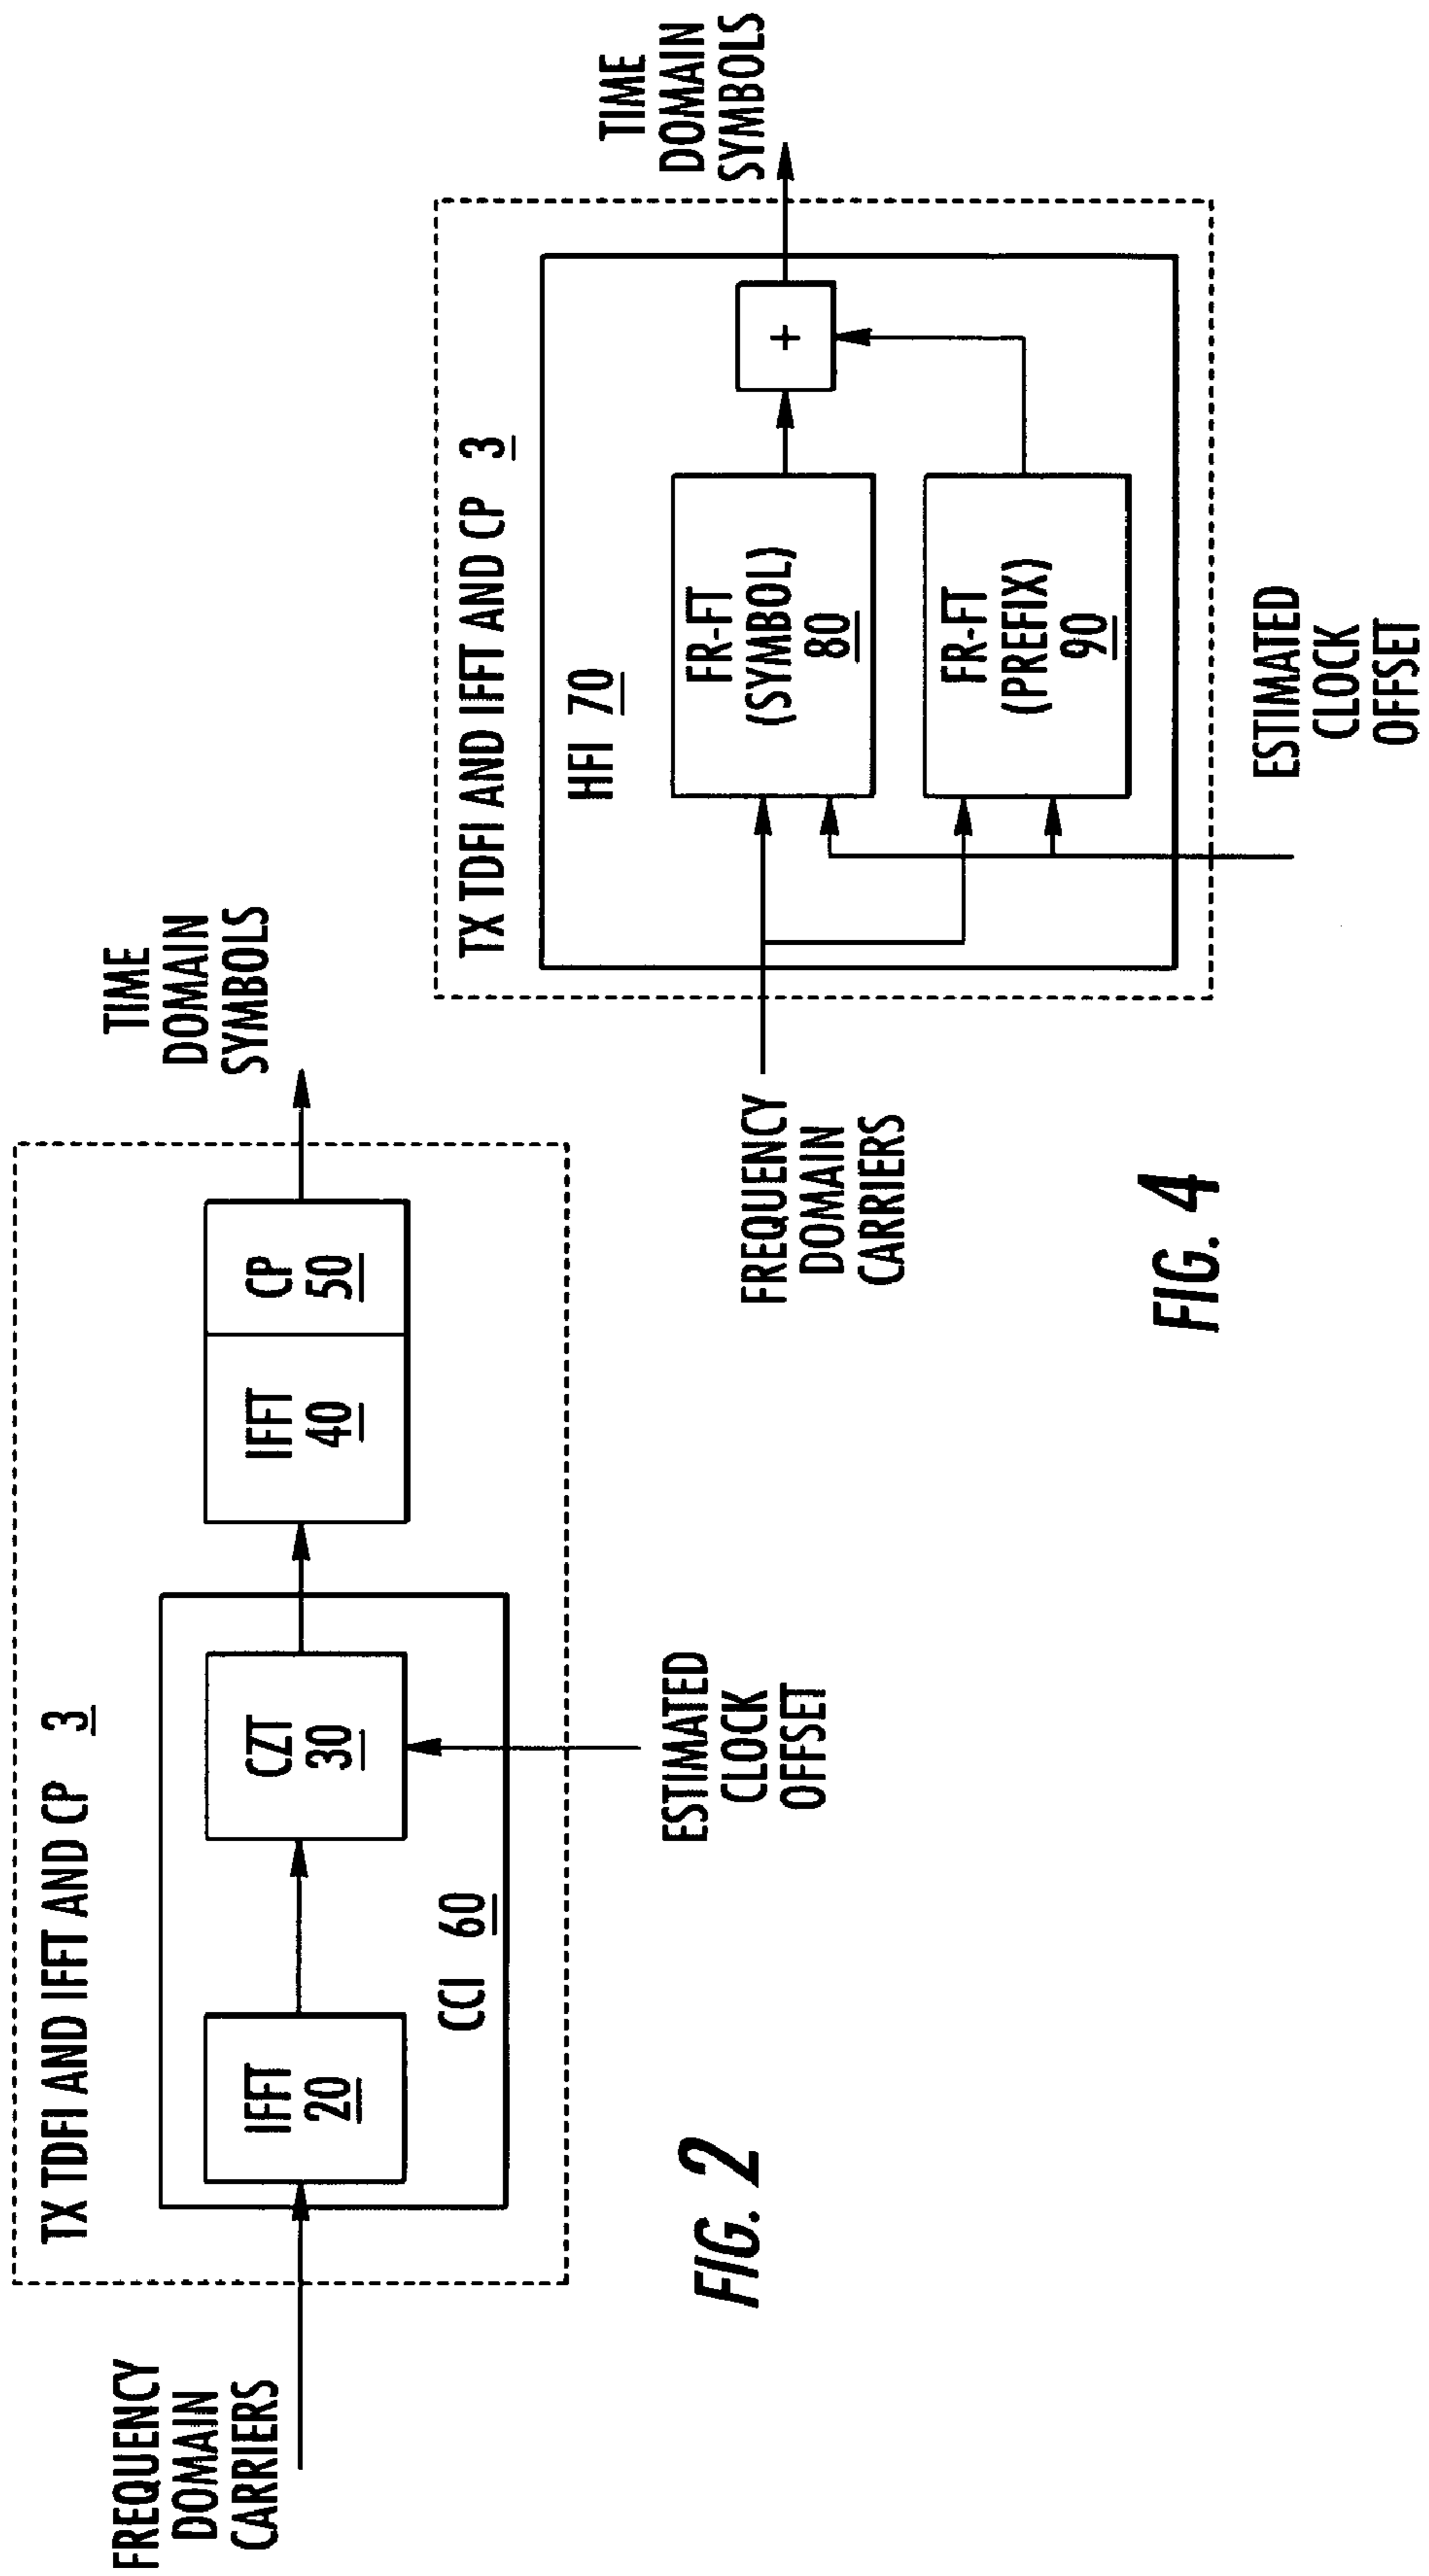 TX TDFI AND IFFT AND CP 3
FREQUENCY
DOMAIN
CARRIERS
IFFT
20
CZT
30
CCI 60
IFFT
40
CP
50
TIME
DOMAIN
SYMBOLS
ESTIMATED
CLOCK
OFFSET
FIG. 2
TX TDFI AND IFFT AND CP 3
HFI 70
FREQUENCY
DOMAIN
CARRIERS
FR-FT
(SYMBOL)
80
FR-FT
(PREFIX)
90
+
TIME
DOMAIN
SYMBOLS
ESTIMATED
CLOCK
OFFSET
FIG. 4